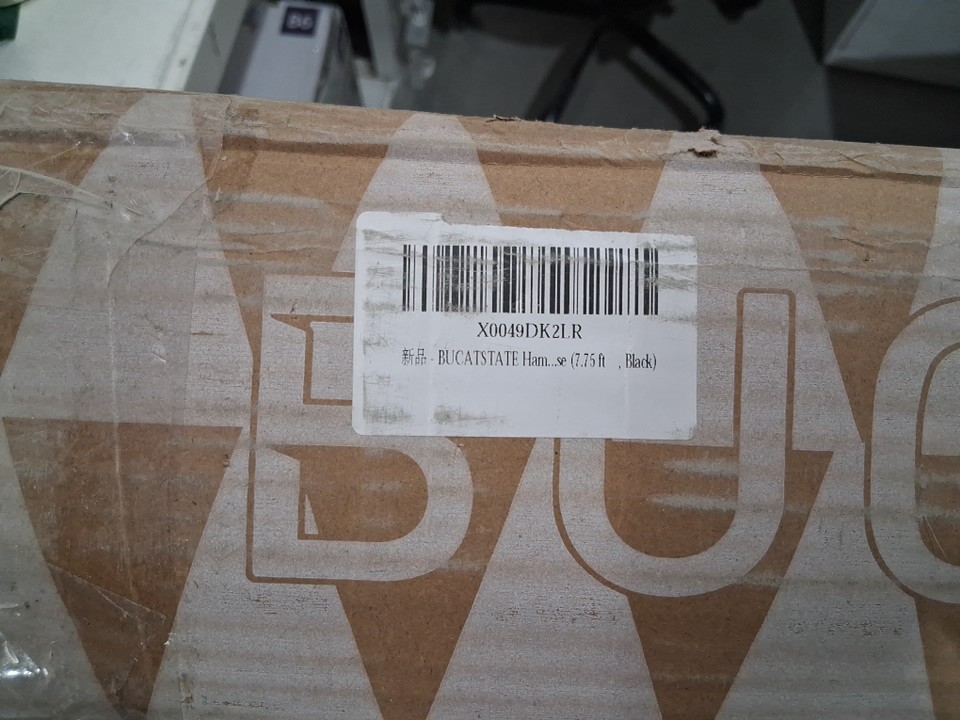 B6
X0049DK2LR
新品 - BUCATSTATE Ham...se (7.75 ft , Black)
BUC